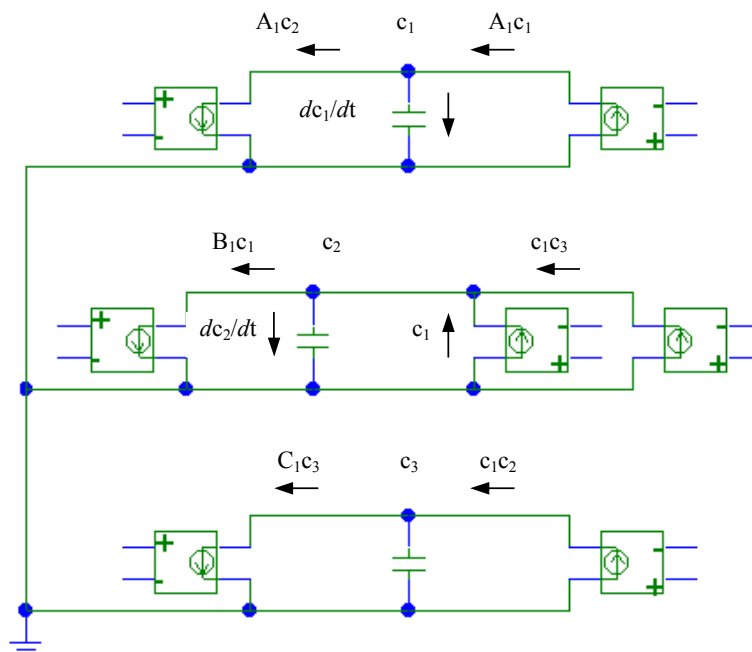 A₁c₂ c₁ A₁c₁
dc₁/dt
B₁c₁ c₂ c₁c₃
dc₂/dt c₁
C₁c₃ c₃ c₁c₂